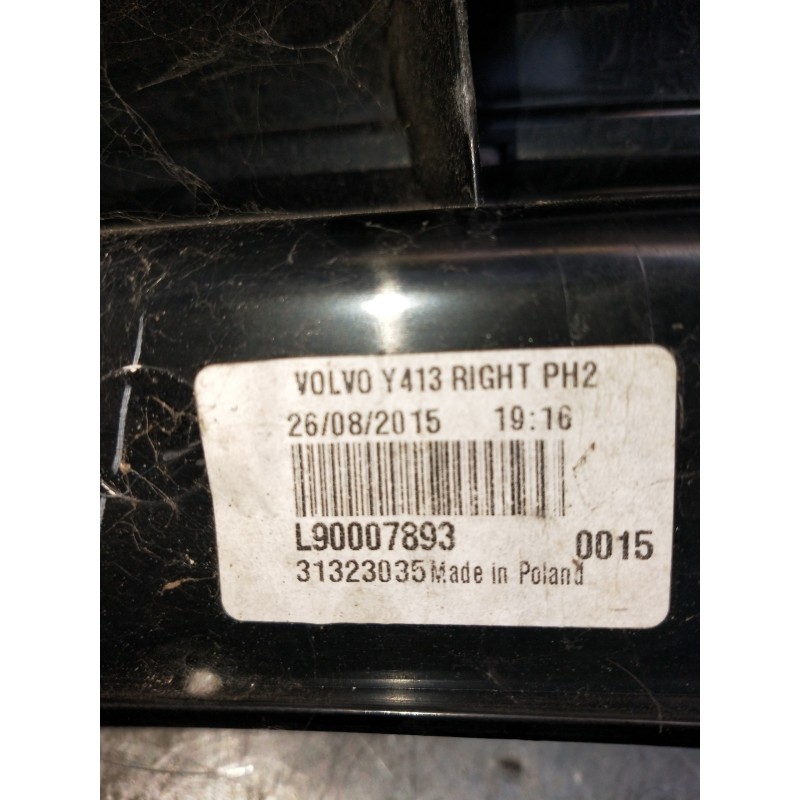 VOLVO Y413 RIGHT PH2
26/08/2015 19:16
L90007893 0015
31323035 Made in Poland